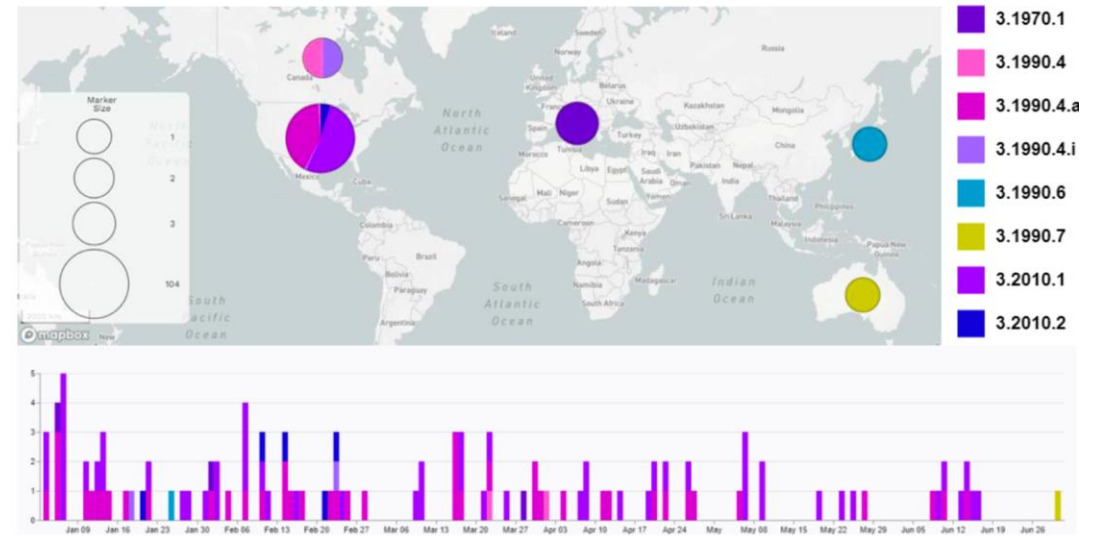 Iceland
Sweden
Norway
Russia
Canada
United
Kingdom
Belarus
Ukraine
France
Kazakhstan
Mongolia
Uzbekistan
Spain
Turkey
China
Tunisia
Morocco
Iraq
Iran
North
Atlantic
Ocean
Pakistan
Nepal
Libya
Egypt
Saudi
Arabia
Oman
India
Mexico
Cuba
Senegal
Mali
Niger
Sudan
Yemen
Thailand
Philippines
Sri Lanka
Malaysia
Cameroon
Kenya
Colombia
Indonesia
Papua New
Guinea
Tanzania
Peru
Brazil
Angola
Bolivia
Namibia
Madagascar
Paraguay
South
Atlantic
Ocean
Indian
Ocean
South Africa
Argentina
South
Pacific
Ocean
Marker
Size
1
2
3
104
mapbox
New
3.1970.1
3.1990.4
3.1990.4.a
3.1990.4.i
3.1990.6
3.1990.7
3.2010.1
3.2010.2
5
4
3
2
1
0
Jan 09 Jan 16 Jan 23 Jan 30 Feb 06 Feb 13 Feb 20 Feb 27 Mar 06 Mar 13 Mar 20 Mar 27 Apr 03 Apr 10 Apr 17 Apr 24 May May 08 May 15 May 22 May 29 Jun 05 Jun 12 Jun 19 Jun 26